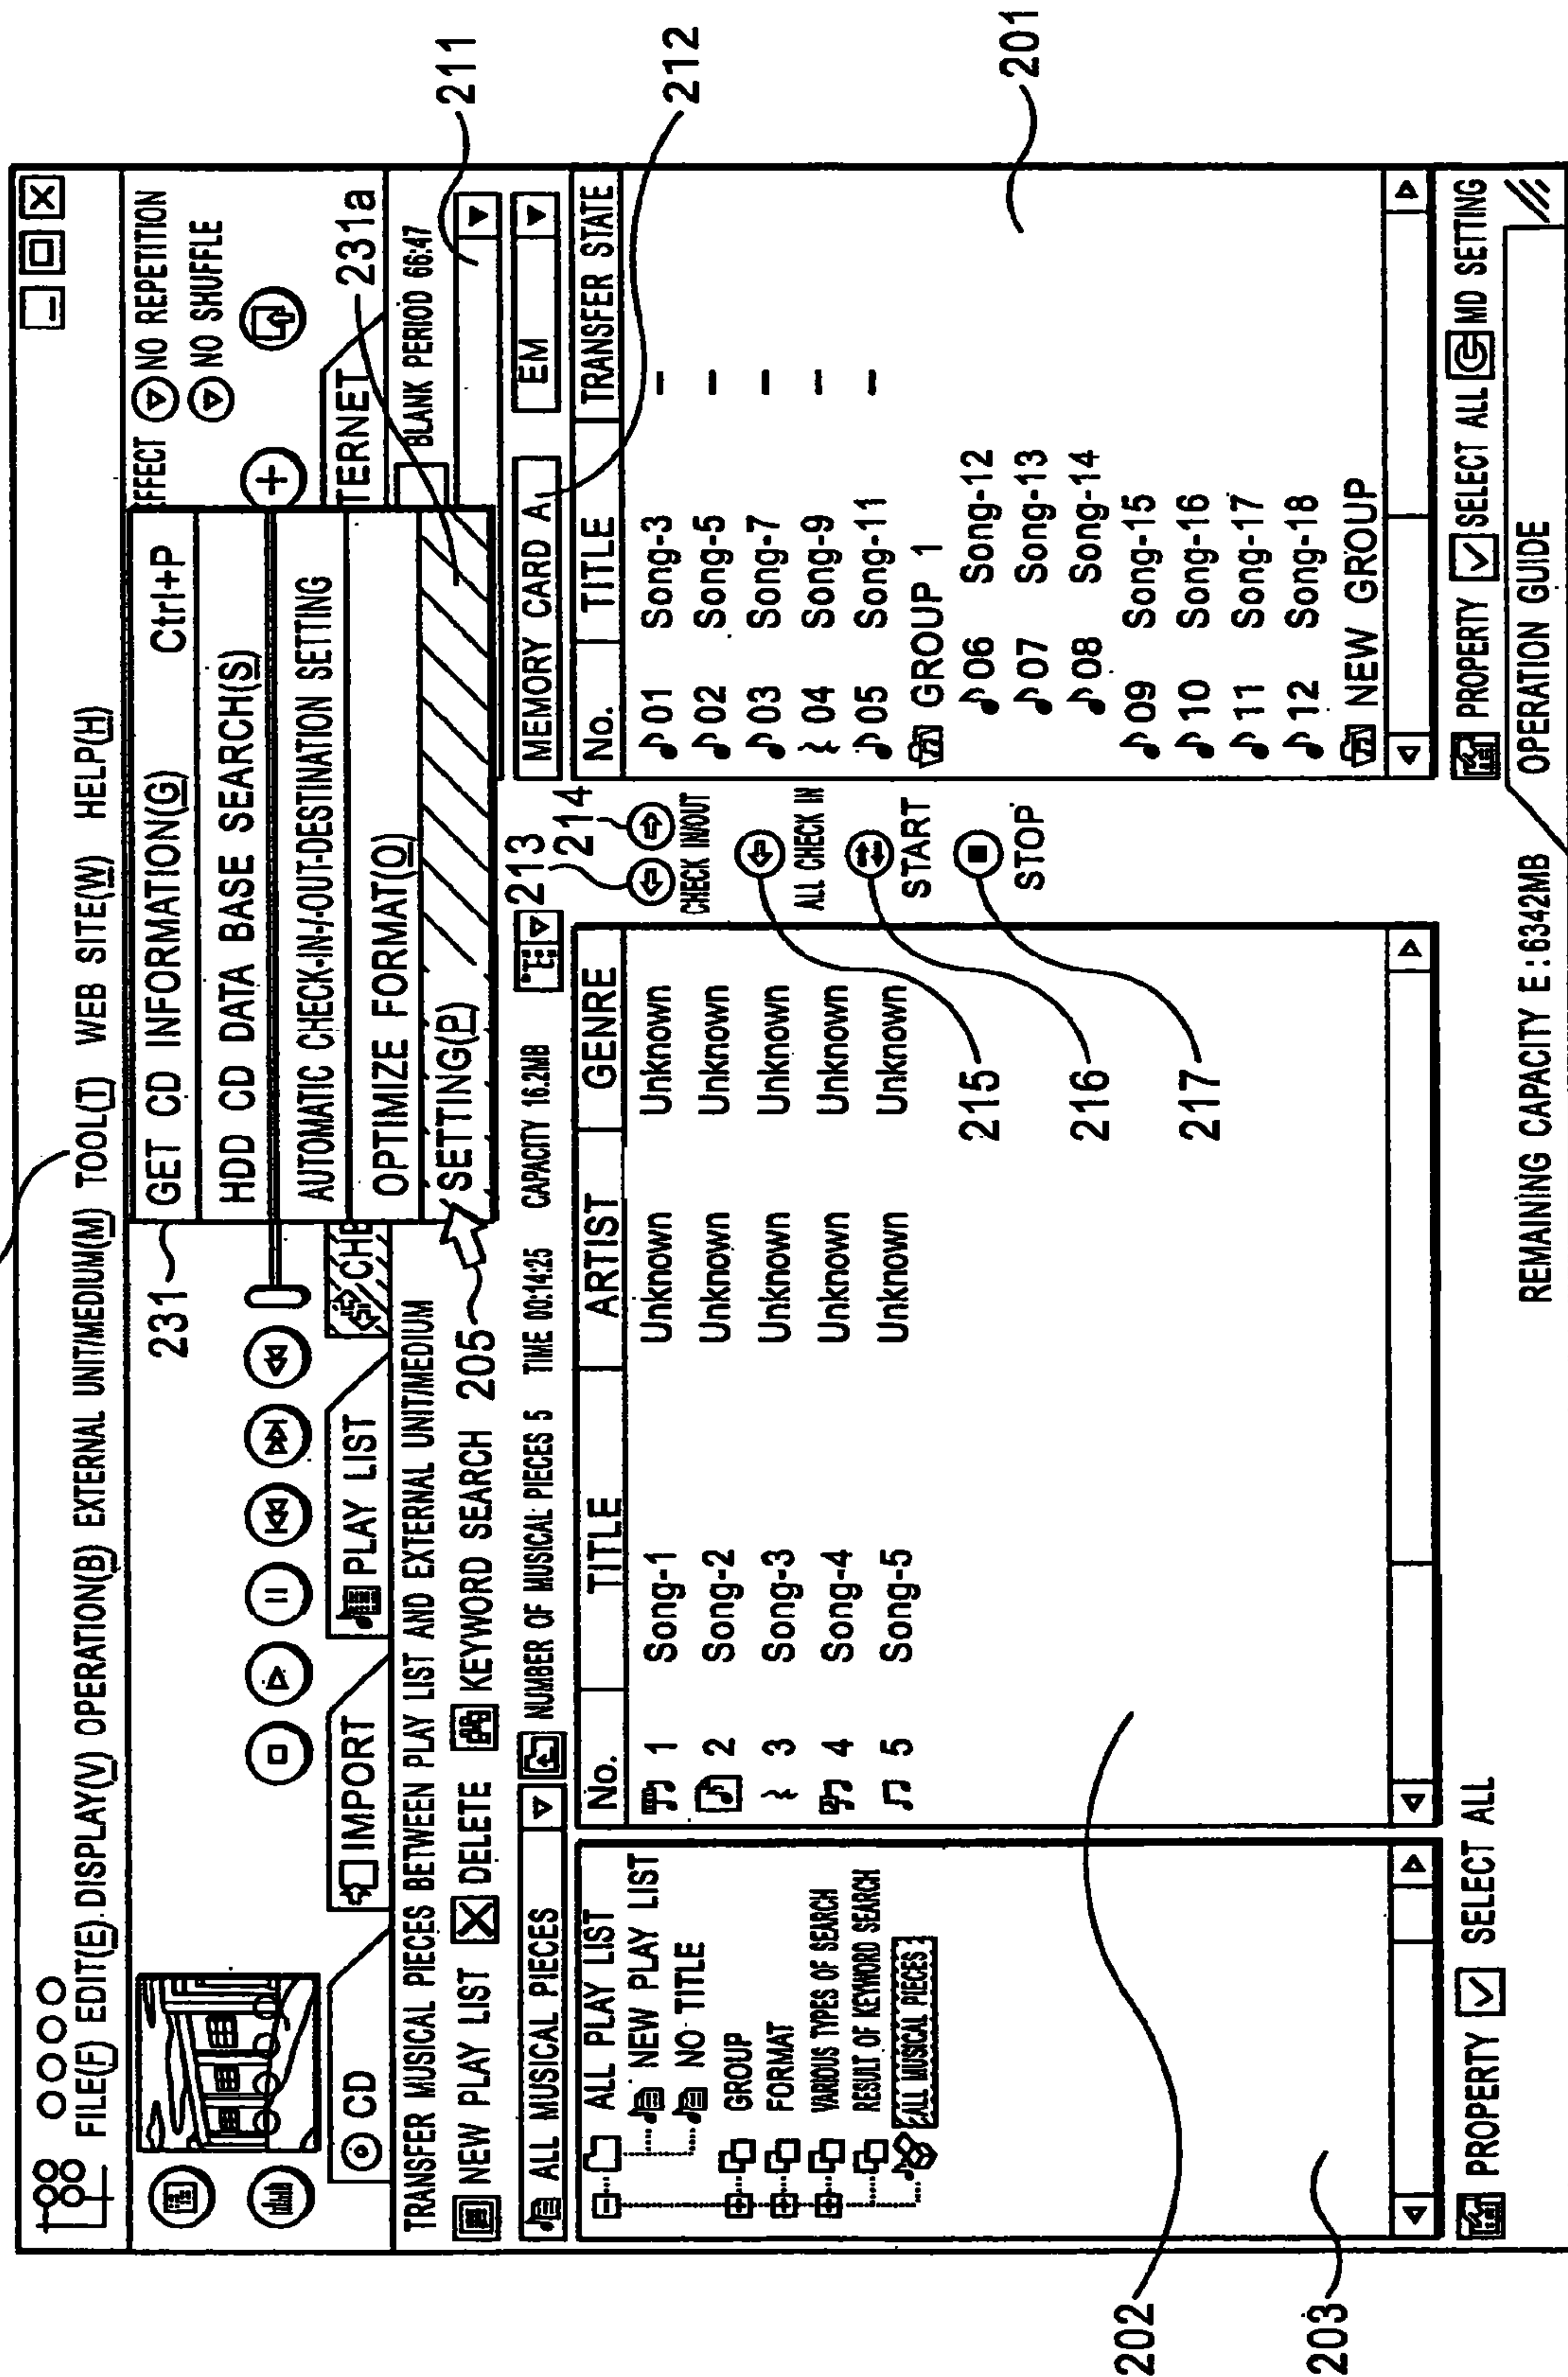 FILE(F) EDIT(E) DISPLAY(V) OPERATION(B) EXTERNAL UNIT/MEDIUM(M) TOOL(T) WEB SITE(W) HELP(H)
231
GET CD INFORMATION(G) Ctrl+P
HDD CD DATA BASE SEARCH(S)
AUTOMATIC CHECK-IN-/-OUT-DESTINATION SETTING
OPTIMIZE FORMAT(O)
SETTING(P)
EFFECT NO REPETITION
NO SHUFFLE
231a
CD IMPORT PLAY LIST CHE TERNET
TRANSFER MUSICAL PIECES BETWEEN PLAY LIST AND EXTERNAL UNIT/MEDIUM
BLANK PERIOD 66:47
211
NEW PLAY LIST DELETE KEYWORD SEARCH 205
ALL MUSICAL PIECES
NUMBER OF MUSICAL PIECES 5 TIME 00:14:25 CAPACITY 16.2MB
213
214
MEMORY CARD A EM
212
ALL PLAY LIST
NEW PLAY LIST
NO TITLE
GROUP
FORMAT
VARIOUS TYPES OF SEARCH
RESULT OF KEYWORD SEARCH
ALL MUSICAL PIECES
No. TITLE ARTIST GENRE
1 Song-1 Unknown Unknown
2 Song-2 Unknown Unknown
3 Song-3 Unknown Unknown
4 Song-4 Unknown Unknown
5 Song-5 Unknown Unknown
CHECK IN/OUT
ALL CHECK IN
START
STOP
215
216
217
No. TITLE TRANSFER STATE
01 Song-3 –
02 Song-5 –
03 Song-7 –
04 Song-9 –
05 Song-11 –
GROUP 1
06 Song-12
07 Song-13
08 Song-14
09 Song-15
10 Song-16
11 Song-17
12 Song-18
NEW GROUP
201
202
203
PROPERTY SELECT ALL
PROPERTY SELECT ALL MD SETTING
REMAINING CAPACITY E:6342MB OPERATION GUIDE